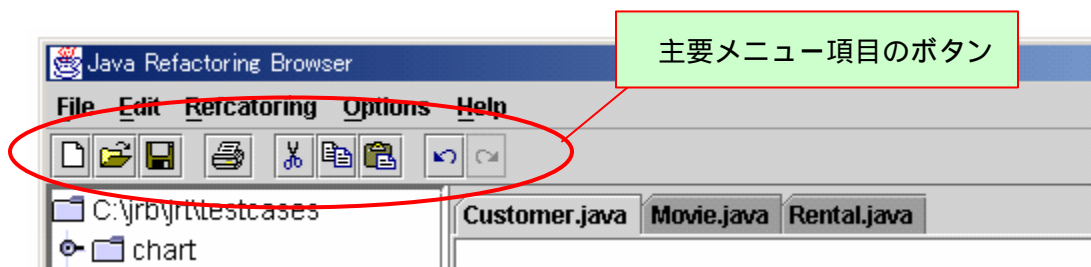 主要メニュー項目のボタン
Java Refactoring Browser
File Edit Refcatoring Options Help
C:\jrb\jrt\testcases
Customer.java Movie.java Rental.java
chart